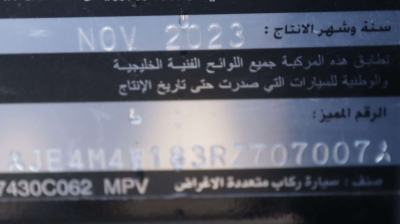 سنة وشهر الانتاج :
NOV 2023
تطابق هذه المركبة جميع اللوائح الفنية الخليجية
والوطنية للسيارات التي صدرت حتى تاريخ الإنتاج
الرقم المميز:
7430C062 MPV صنف : سيارة ركاب متعددة الاغراض